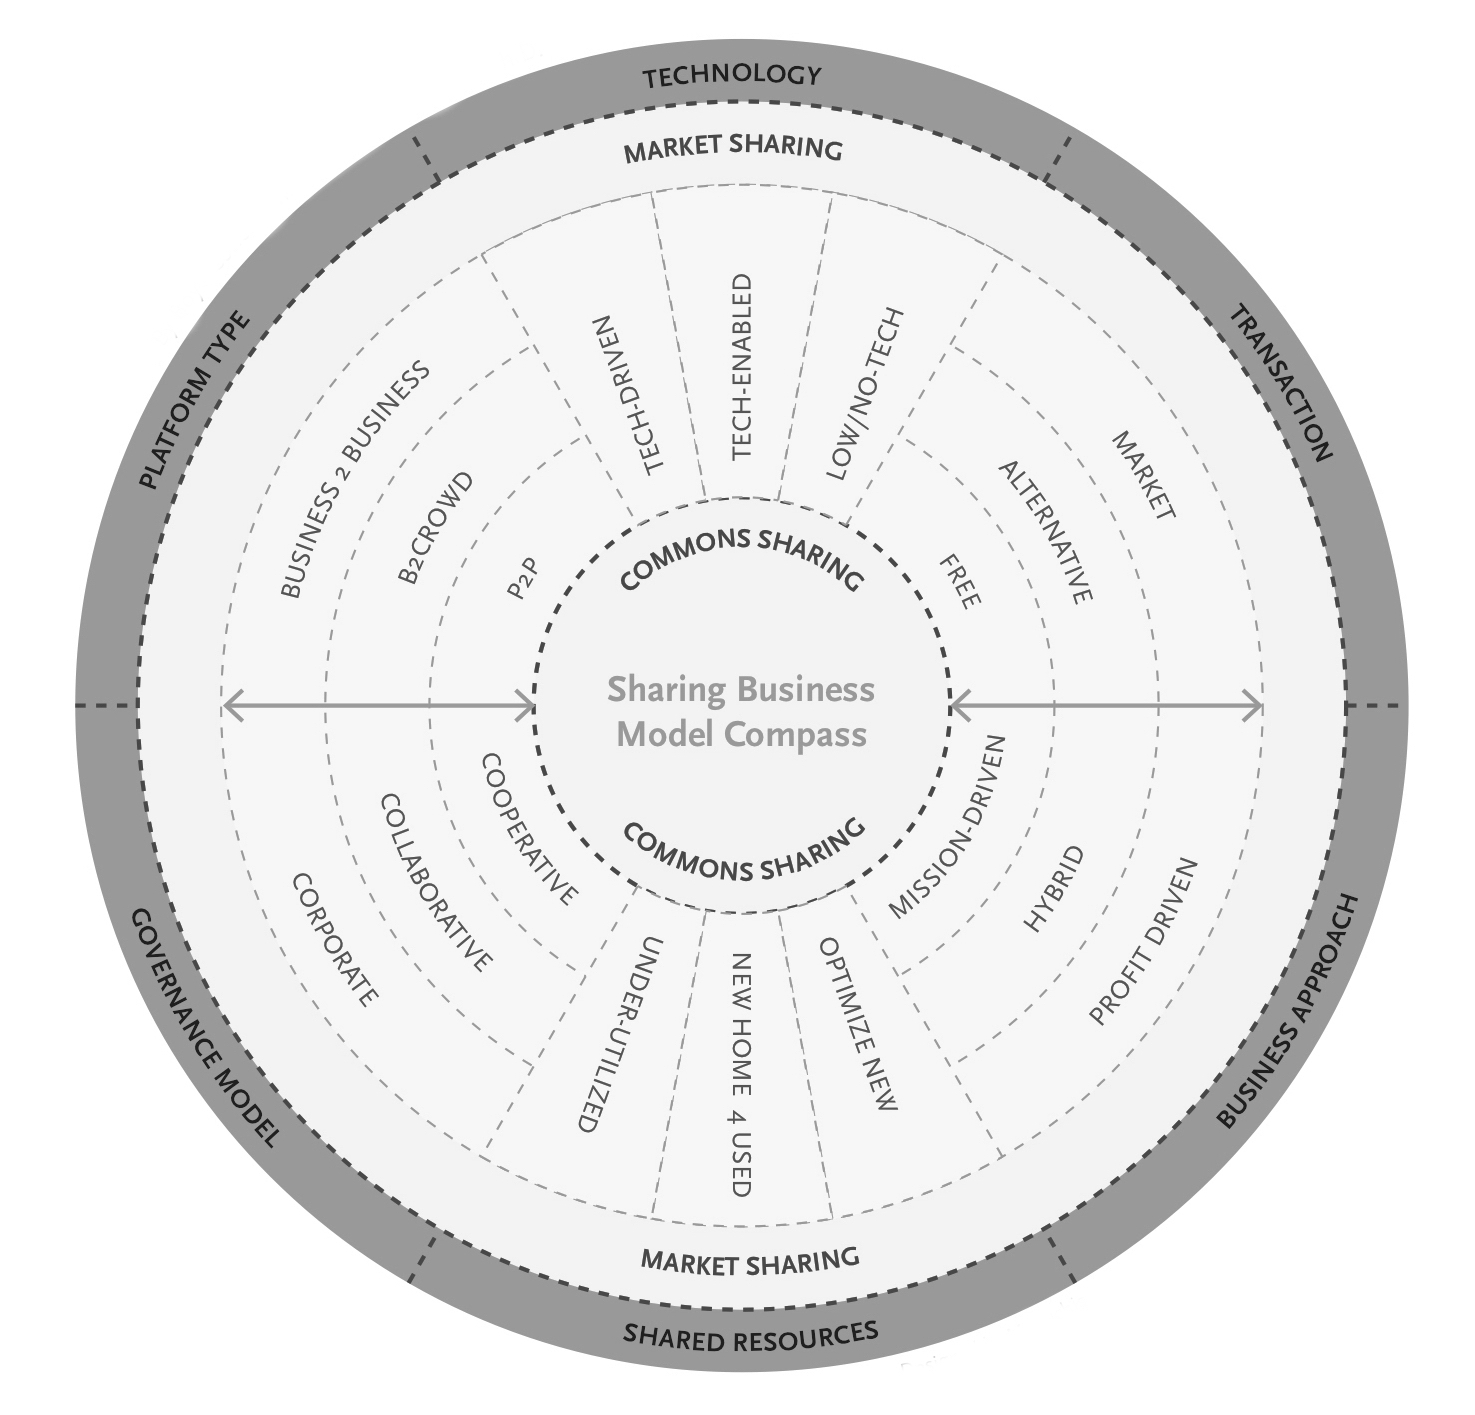 TECHNOLOGY
MARKET SHARING
TECH-DRIVEN
TECH-ENABLED
LOW/NO-TECH
TRANSACTION
MARKET
ALTERNATIVE
FREE
PLATFORM TYPE
BUSINESS 2 BUSINESS
B2CROWD
P2P
COMMONS SHARING
Sharing Business
Model Compass
COMMONS SHARING
GOVERNANCE MODEL
CORPORATE
COLLABORATIVE
COOPERATIVE
MISSION-DRIVEN
HYBRID
PROFIT DRIVEN
BUSINESS APPROACH
UNDER-UTILIZED
NEW HOME 4 USED
OPTIMIZE NEW
MARKET SHARING
SHARED RESOURCES